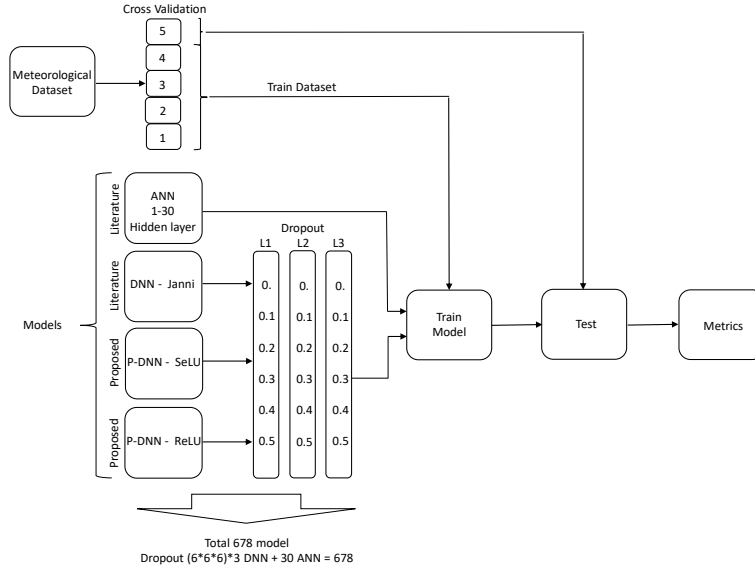 Cross Validation
5
4
3
2
1
Meteorological
Dataset
Train Dataset
Models
Literature
ANN
1-30
Hidden layer
Literature
DNN - Janni
Proposed
P-DNN - SeLU
Proposed
P-DNN - ReLU
Dropout
L1 L2 L3
0. 0. 0.
0.1 0.1 0.1
0.2 0.2 0.2
0.3 0.3 0.3
0.4 0.4 0.4
0.5 0.5 0.5
Train
Model
Test
Metrics
Total 678 model
Dropout (6*6*6)*3 DNN + 30 ANN = 678